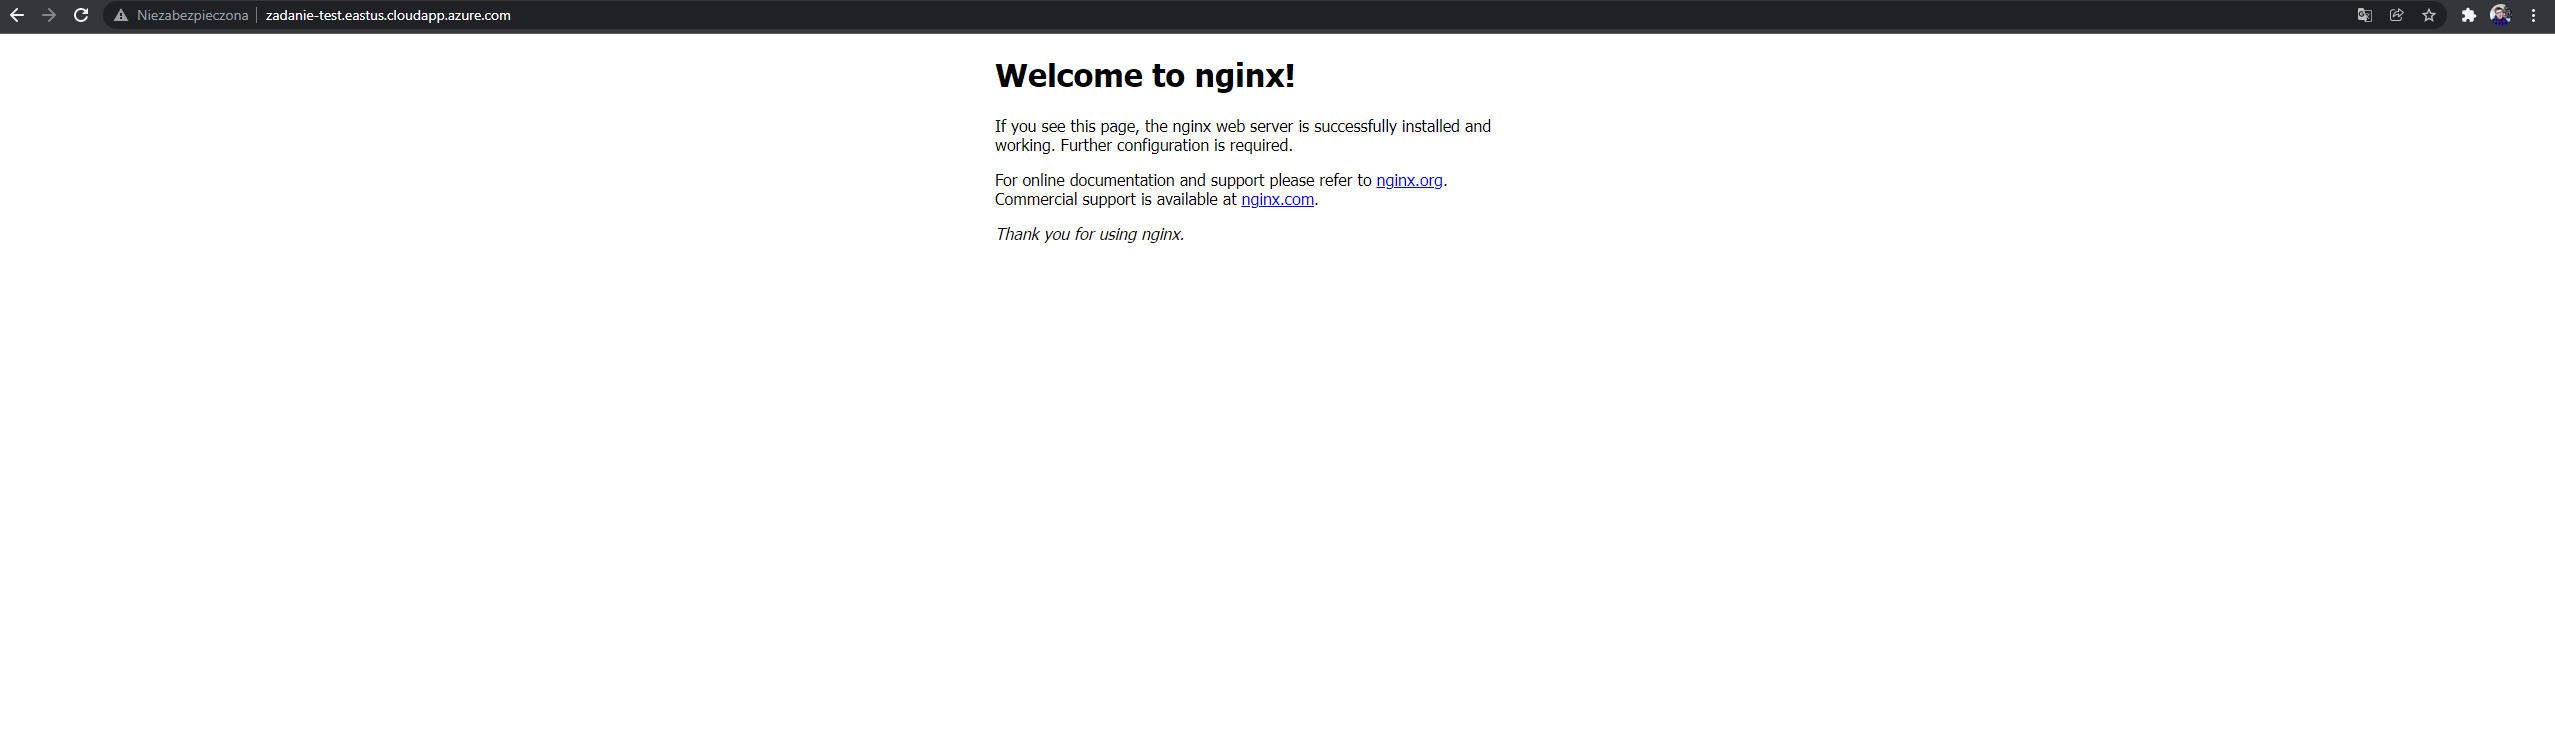 Niezabezpieczona zadanie-test.eastus.cloudapp.azure.com
Welcome to nginx!
If you see this page, the nginx web server is successfully installed and
working. Further configuration is required.
For online documentation and support please refer to nginx.org.
Commercial support is available at nginx.com.
Thank you for using nginx.